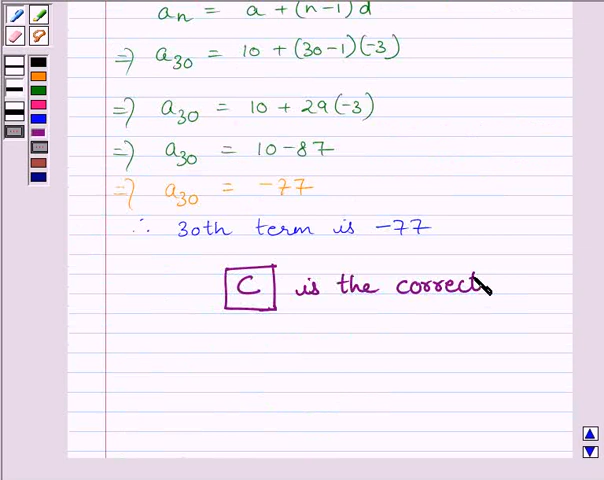 an = a + (n-1)d
=) a30 = 10 + (30-1)(-3)
=) a30 = 10 + 29(-3)
=) a30 = 10-87
=) a30 = -77
∴ 30th term is -77
C is the correct